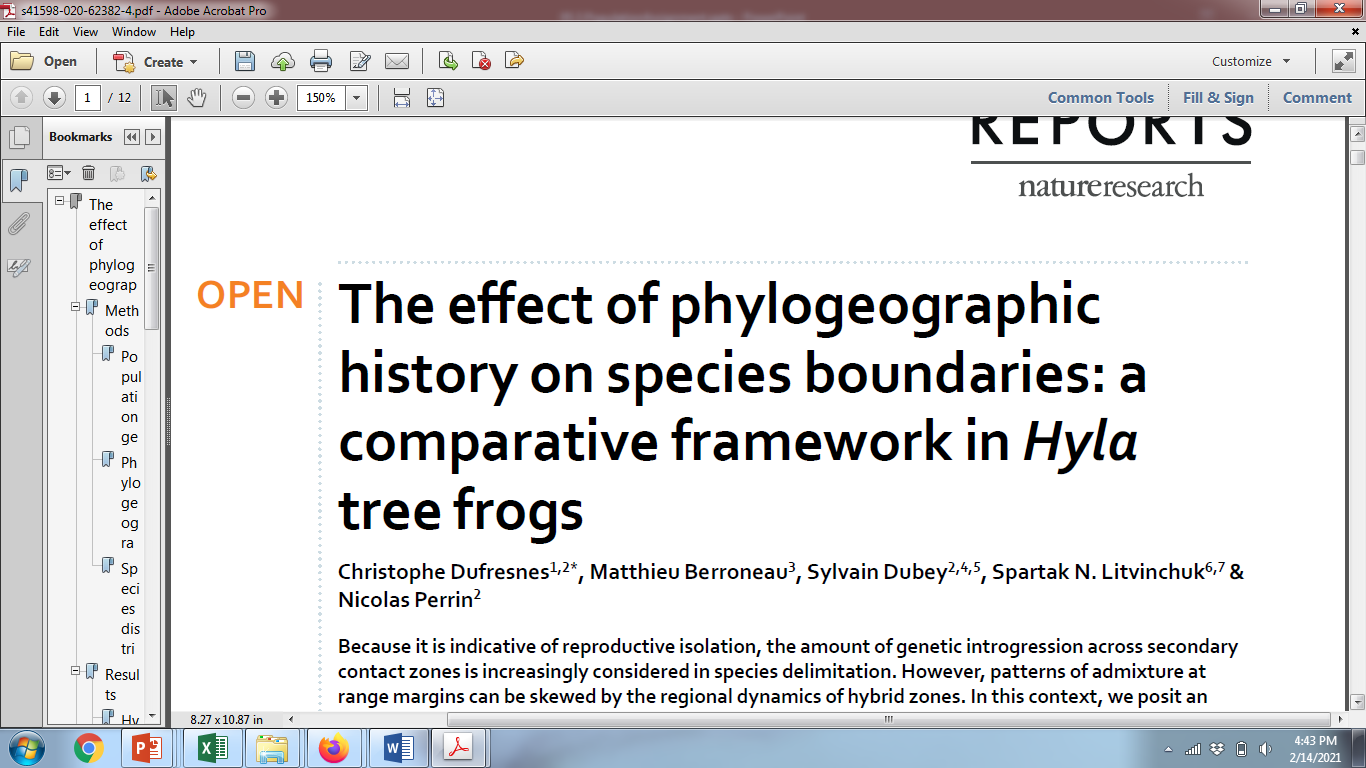 s41598-020-62382-4.pdf - Adobe Acrobat Pro
File Edit View Window Help
Open Create Customize
1 / 12 150% Common Tools Fill & Sign Comment
Bookmarks
The
effect
of
phylog
eograp
Meth
ods
Po
pul
ati
on
ge
Ph
ylo
ge
og
ra
Sp
eci
es
dis
tri
Resul
ts
Hy
REPORTS
natureresearch
OPEN
The effect of phylogeographic
history on species boundaries: a
comparative framework in Hyla
tree frogs
Christophe Dufresnes1,2*, Matthieu Berroneau3, Sylvain Dubey2,4,5, Spartak N. Litvinchuk6,7 &
Nicolas Perrin2
Because it is indicative of reproductive isolation, the amount of genetic introgression across secondary
contact zones is increasingly considered in species delimitation. However, patterns of admixture at
range margins can be skewed by the regional dynamics of hybrid zones. In this context, we posit an
8.27 x 10.87 in
4:43 PM
2/14/2021